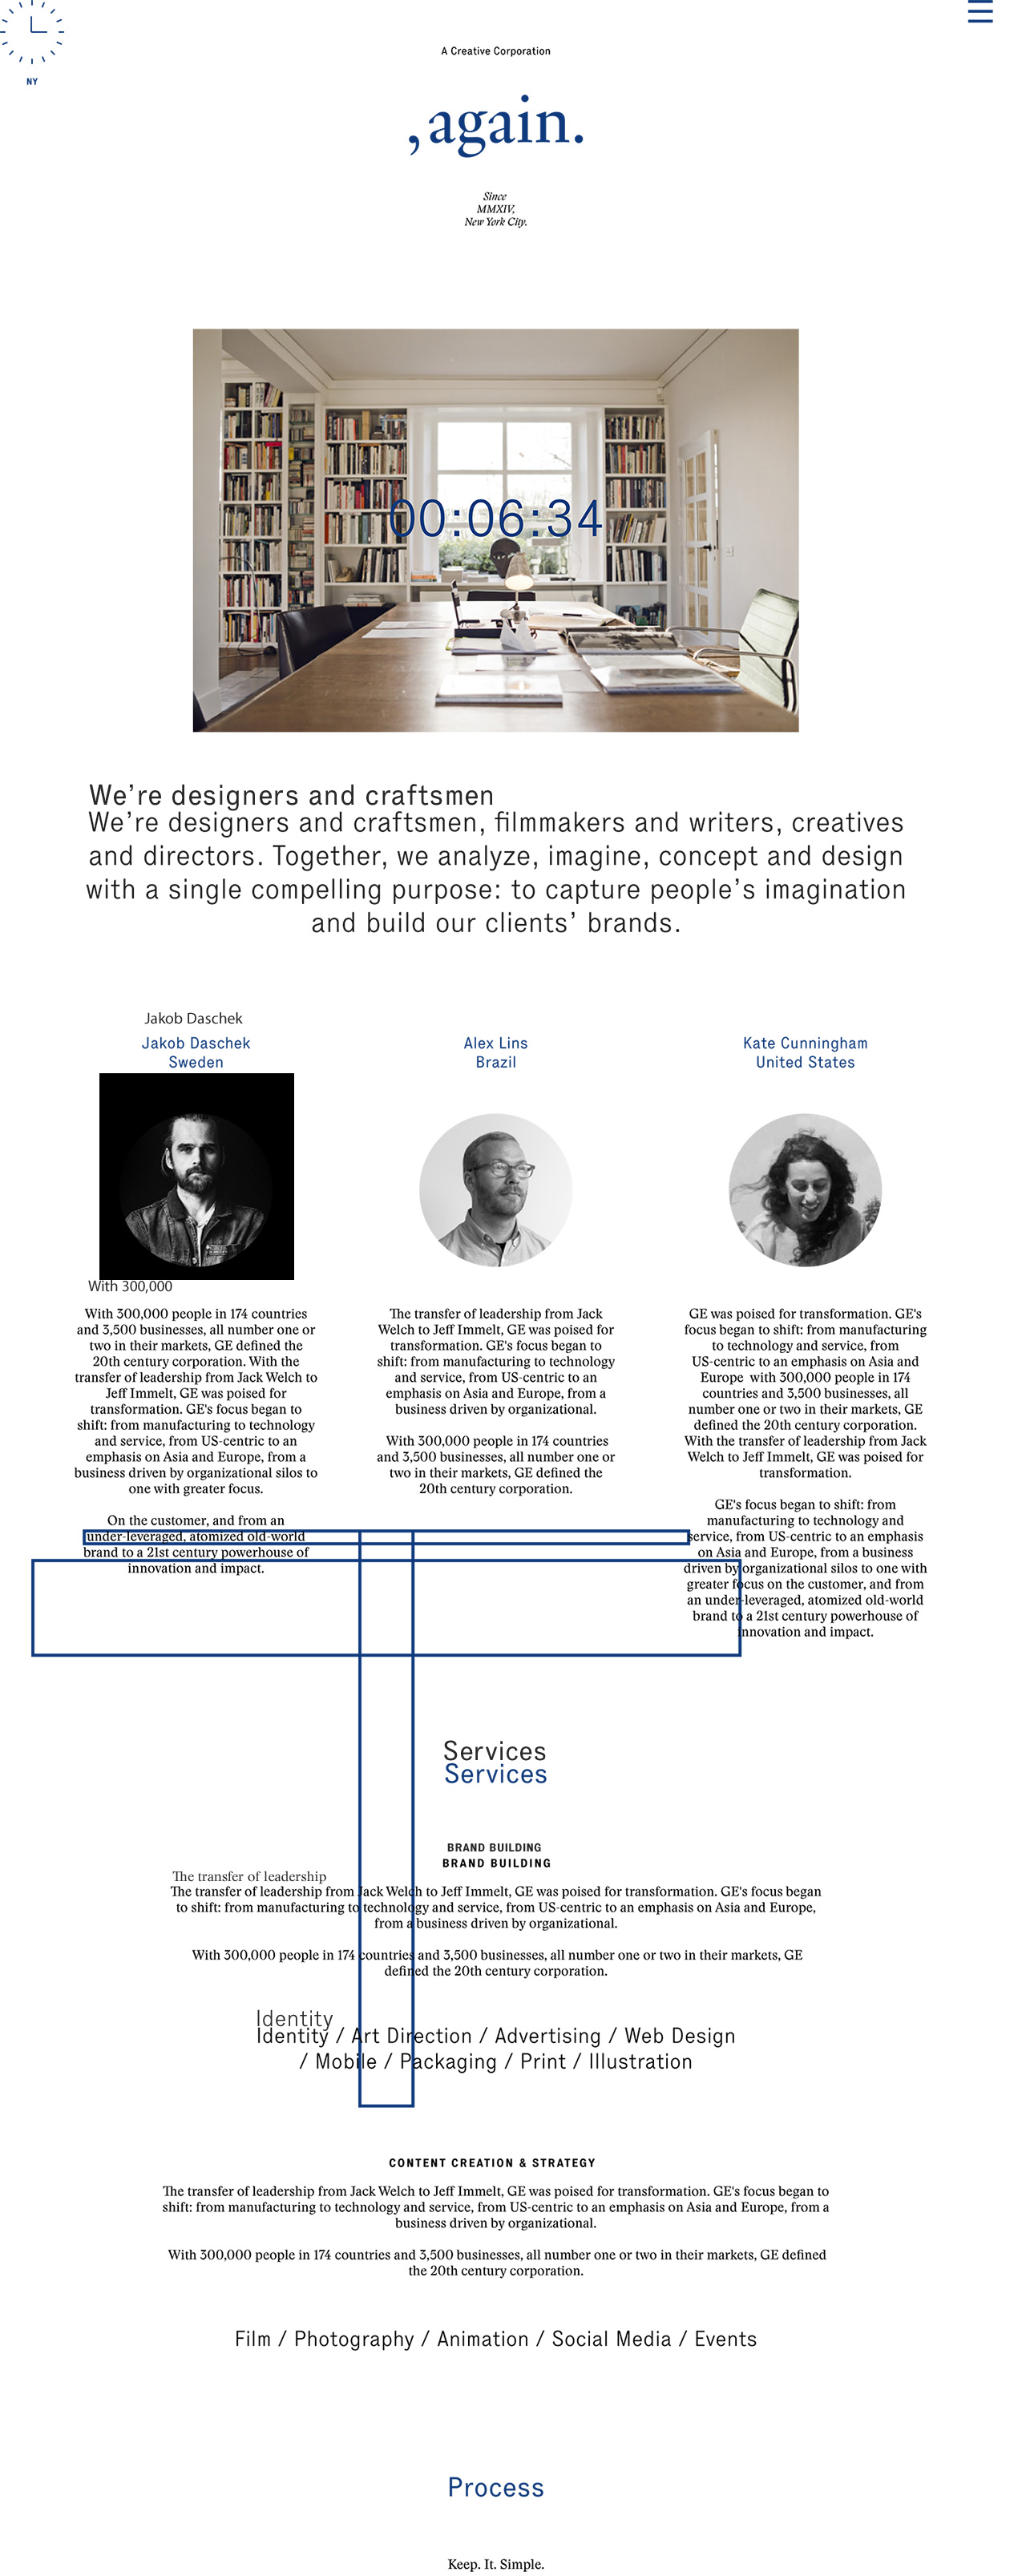 NY
A Creative Corporation
,again.
Since
MMXIV,
New York City.
00:06:34
We’re designers and craftsmen
We’re designers and craftsmen, filmmakers and writers, creatives
and directors. Together, we analyze, imagine, concept and design
with a single compelling purpose: to capture people’s imagination
and build our clients’ brands.
Jakob Daschek
Jakob Daschek
Sweden
With 300,000
With 300,000 people in 174 countries
and 3,500 businesses, all number one or
two in their markets, GE defined the
20th century corporation. With the
transfer of leadership from Jack Welch to
Jeff Immelt, GE was poised for
transformation. GE's focus began to
shift: from manufacturing to technology
and service, from US-centric to an
emphasis on Asia and Europe, from a
business driven by organizational silos to
one with greater focus.
On the customer, and from an
under-leveraged, atomized old-world
brand to a 21st century powerhouse of
innovation and impact.
Alex Lins
Brazil
The transfer of leadership from Jack
Welch to Jeff Immelt, GE was poised for
transformation. GE's focus began to
shift: from manufacturing to technology
and service, from US-centric to an
emphasis on Asia and Europe, from a
business driven by organizational.
With 300,000 people in 174 countries
and 3,500 businesses, all number one or
two in their markets, GE defined the
20th century corporation.
Kate Cunningham
United States
GE was poised for transformation. GE's
focus began to shift: from manufacturing
to technology and service, from
US-centric to an emphasis on Asia and
Europe with 300,000 people in 174
countries and 3,500 businesses, all
number one or two in their markets, GE
defined the 20th century corporation.
With the transfer of leadership from Jack
Welch to Jeff Immelt, GE was poised for
transformation.
GE's focus began to shift: from
manufacturing to technology and
service, from US-centric to an emphasis
on Asia and Europe, from a business
driven by organizational silos to one with
greater focus on the customer, and from
an under-leveraged, atomized old-world
brand to a 21st century powerhouse of
innovation and impact.
Services
Services
BRAND BUILDING
BRAND BUILDING
The transfer of leadership
The transfer of leadership from Jack Welch to Jeff Immelt, GE was poised for transformation. GE's focus began
to shift: from manufacturing to technology and service, from US-centric to an emphasis on Asia and Europe,
from a business driven by organizational.
With 300,000 people in 174 countries and 3,500 businesses, all number one or two in their markets, GE
defined the 20th century corporation.
Identity
Identity / Art Direction / Advertising / Web Design
/ Mobile / Packaging / Print / Illustration
CONTENT CREATION & STRATEGY
The transfer of leadership from Jack Welch to Jeff Immelt, GE was poised for transformation. GE's focus began to
shift: from manufacturing to technology and service, from US-centric to an emphasis on Asia and Europe, from a
business driven by organizational.
With 300,000 people in 174 countries and 3,500 businesses, all number one or two in their markets, GE defined
the 20th century corporation.
Film / Photography / Animation / Social Media / Events
Process
Keep. It. Simple.